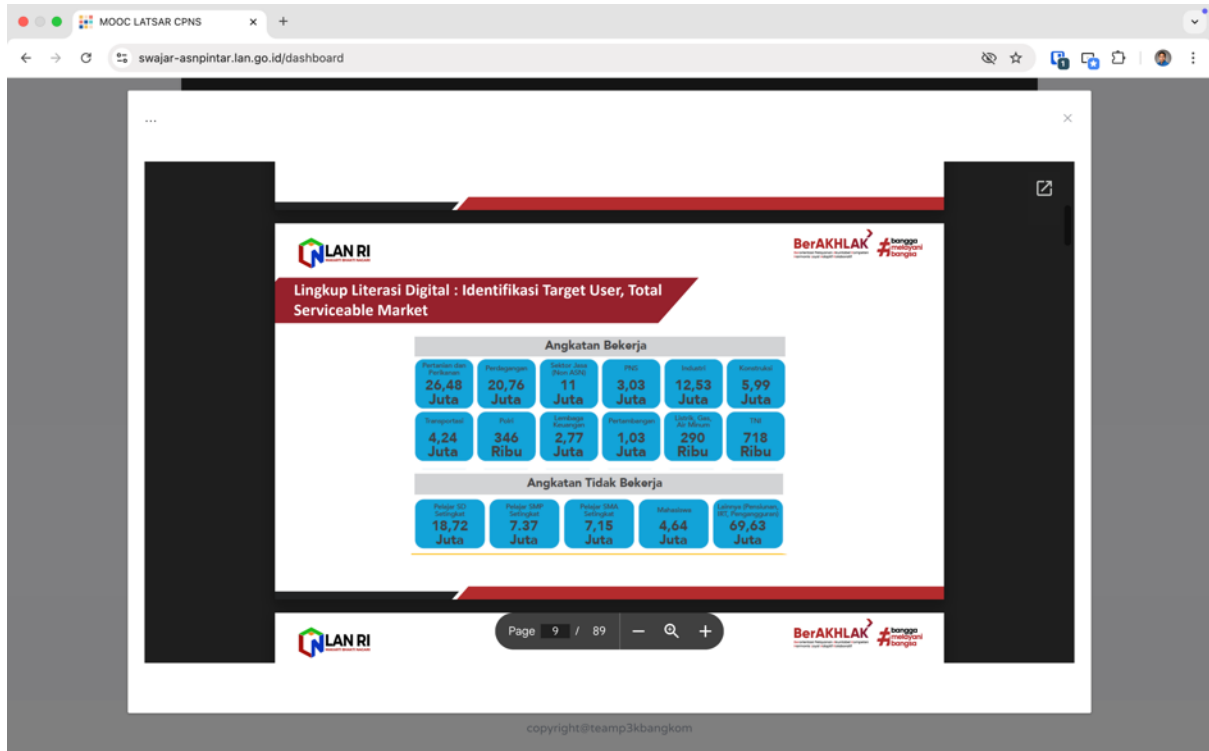 MOOC LATSAR CPNS
swajar-asnpintar.lan.go.id/dashboard
1
...
LAN RI
BerAKHLAK
#bangga
melayani
bangsa
Lingkup Literasi Digital : Identifikasi Target User, Total
Serviceable Market
Angkatan Bekerja
Pertanian dan
Perikanan
26,48
Juta
Perdagangan
20,76
Juta
Sektor Jasa
(Non ASN)
11
Juta
PNS
3,03
Juta
Industri
12,53
Juta
Konstruksi
5,99
Juta
Transportasi
4,24
Juta
Polri
346
Ribu
Lembaga
Keuangan
2,77
Juta
Pertambangan
1,03
Juta
Listrik, Gas,
Air Minum
290
Ribu
TNI
718
Ribu
Angkatan Tidak Bekerja
Pelajar SD
Setingkat
18,72
Juta
Pelajar SMP
Setingkat
7.37
Juta
Pelajar SMA
Setingkat
7,15
Juta
Mahasiswa
4,64
Juta
Lainnya (Pensiunan,
IRT, Pengangguran)
69,63
Juta
LAN RI
Page 9 / 89
BerAKHLAK
#bangga
melayani
bangsa
copyright@teamp3kbangkom